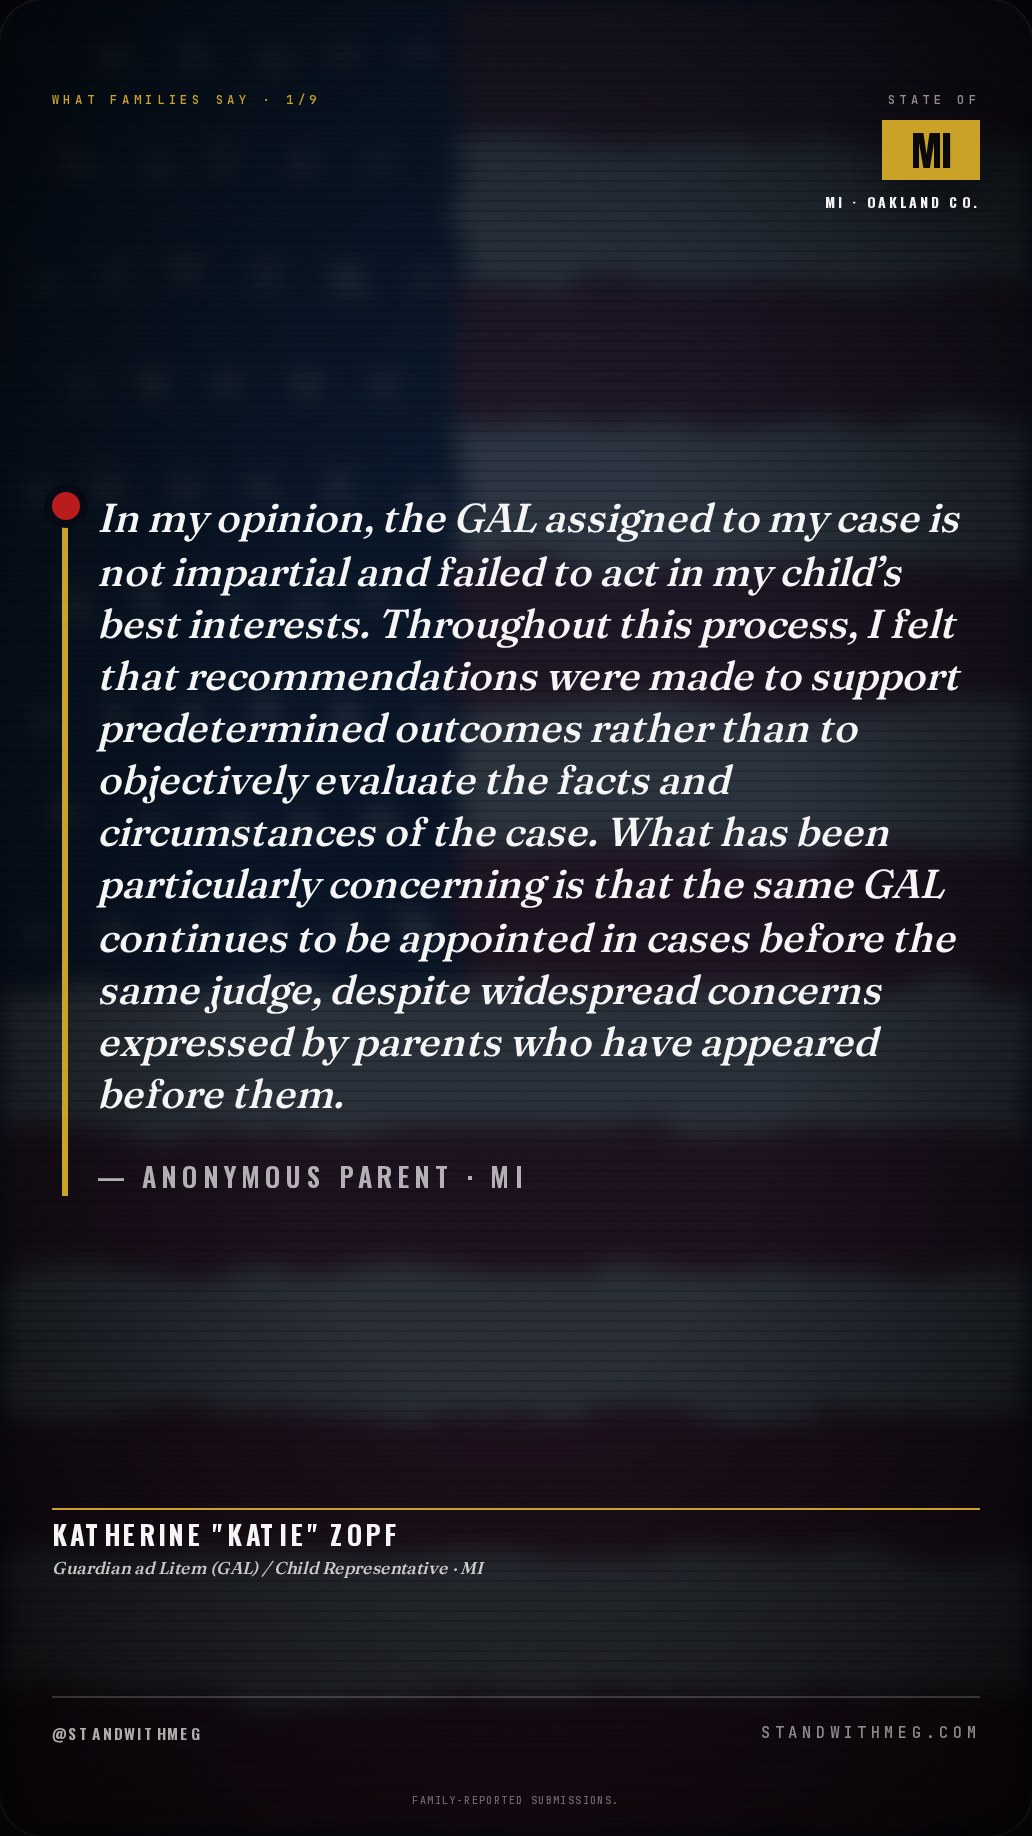 WHAT FAMILIES SAY · 1/9
STATE OF
MI
MI · OAKLAND CO.
In my opinion, the GAL assigned to my case is
not impartial and failed to act in my child’s
best interests. Throughout this process, I felt
that recommendations were made to support
predetermined outcomes rather than to
objectively evaluate the facts and
circumstances of the case. What has been
particularly concerning is that the same GAL
continues to be appointed in cases before the
same judge, despite widespread concerns
expressed by parents who have appeared
before them.
— ANONYMOUS PARENT · MI
KATHERINE "KATIE" ZOPF
Guardian ad Litem (GAL) / Child Representative · MI
@STANDWITHMEG
STANDWITHMEG.COM
FAMILY-REPORTED SUBMISSIONS.